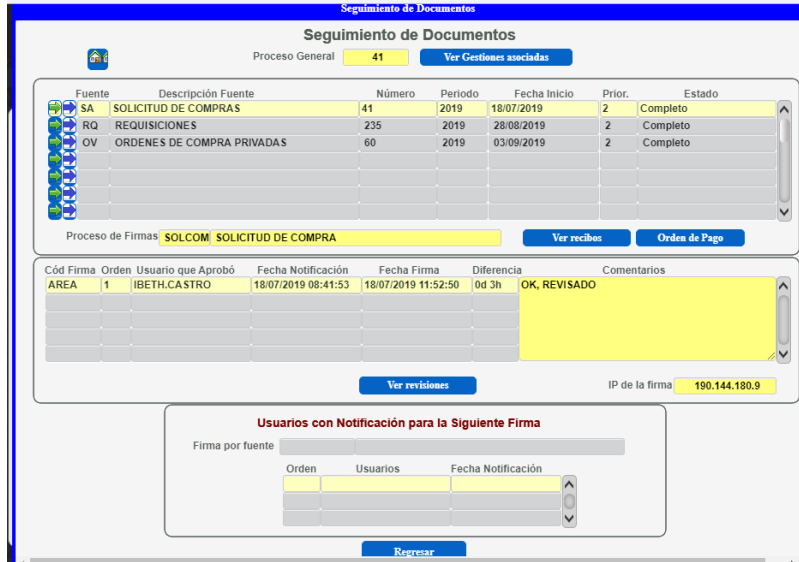 Seguimiento de Documentos
Seguimiento de Documentos
Proceso General 41 Ver Gestiones asociadas
Fuente Descripción Fuente Número Periodo Fecha Inicio Prior. Estado
SA SOLICITUD DE COMPRAS 41 2019 18/07/2019 2 Completo
RQ REQUISICIONES 235 2019 28/08/2019 2 Completo
OV ORDENES DE COMPRA PRIVADAS 60 2019 03/09/2019 2 Completo
Proceso de Firmas SOLCOM SOLICITUD DE COMPRA Ver recibos Orden de Pago
Cód Firma Orden Usuario que Aprobó Fecha Notificación Fecha Firma Diferencia Comentarios
AREA 1 IBETH.CASTRO 18/07/2019 08:41:53 18/07/2019 11:52:50 0d 3h OK, REVISADO
Ver revisiones IP de la firma 190.144.180.9
Usuarios con Notificación para la Siguiente Firma
Firma por fuente
Orden Usuarios Fecha Notificación
Regresar